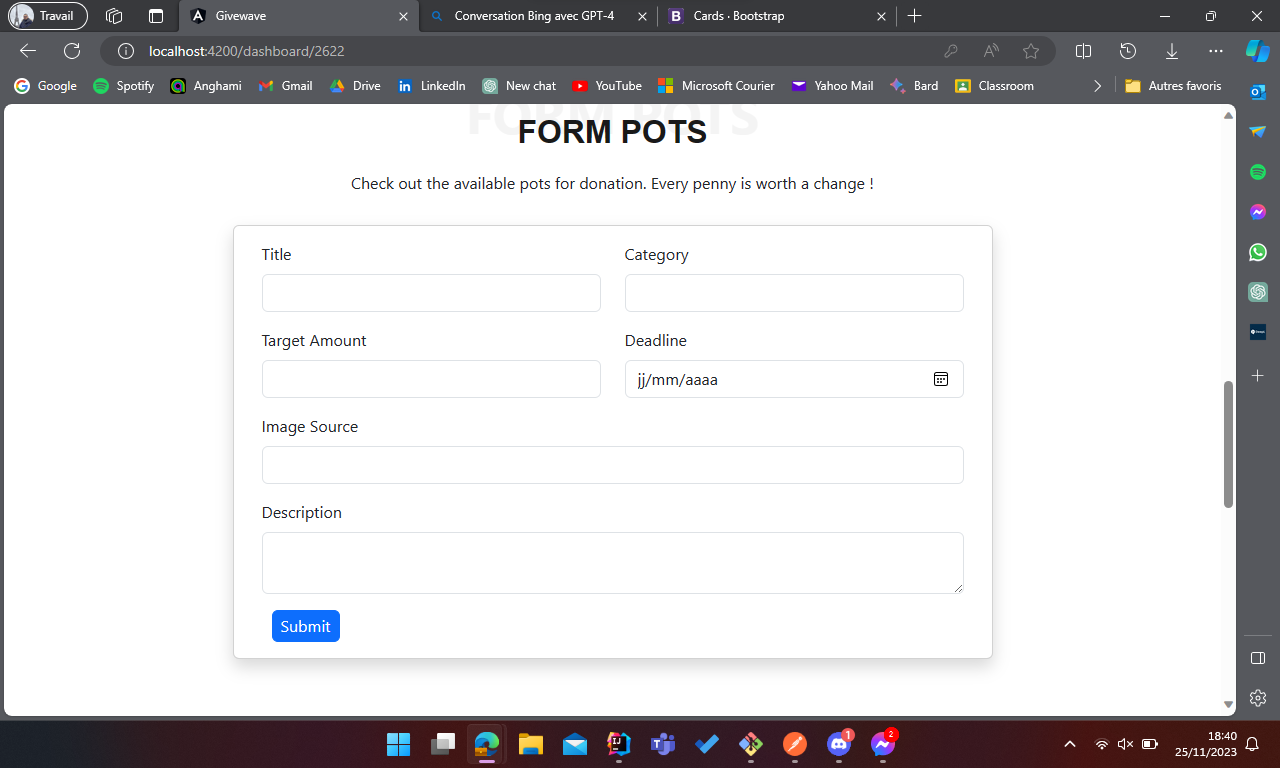 Travail
Givewave
Conversation Bing avec GPT-4
B Cards · Bootstrap
localhost:4200/dashboard/2622
Google Spotify Anghami Gmail Drive LinkedIn New chat YouTube Microsoft Courier Yahoo Mail Bard Classroom Autres favoris
FORM POTS
FORM POTS
Check out the available pots for donation. Every penny is worth a change !
Title Category
Target Amount Deadline
jj/mm/aaaa
Image Source
Description
Submit
1 2
18:40
25/11/2023